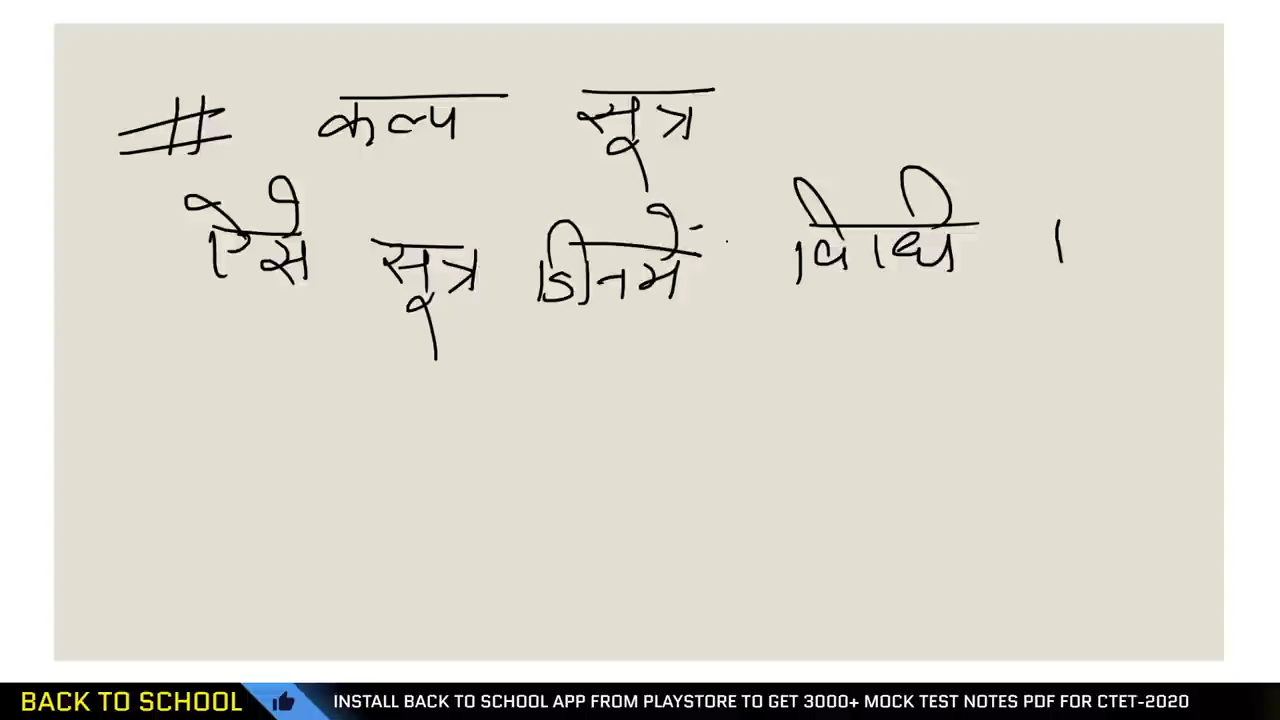 # कल्प सूत्र
ऐसे सूत्र जिनमें विधि ।
BACK TO SCHOOL INSTALL BACK TO SCHOOL APP FROM PLAYSTORE TO GET 3000+ MOCK TEST NOTES PDF FOR CTET-2020